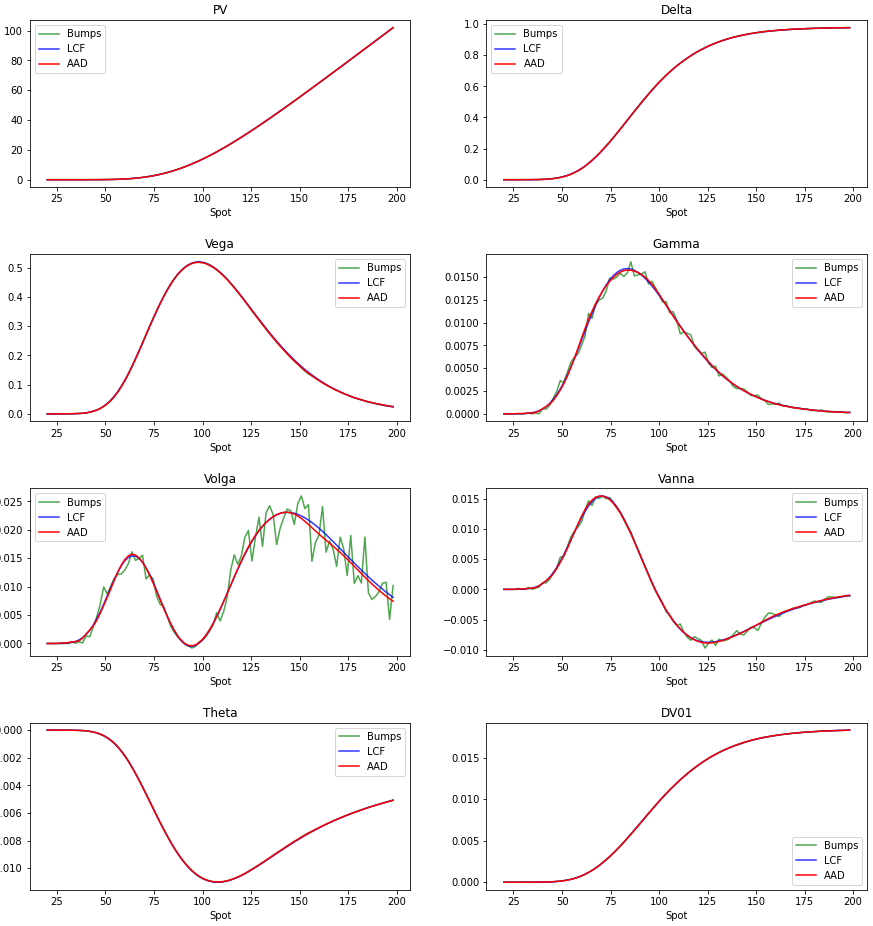 PV
100
80
60
40
20
0
Bumps
LCF
AAD
25 50 75 100 125 150 175 200
Spot
Delta
1.0
0.8
0.6
0.4
0.2
0.0
Bumps
LCF
AAD
25 50 75 100 125 150 175 200
Spot
Vega
0.5
0.4
0.3
0.2
0.1
0.0
Bumps
LCF
AAD
25 50 75 100 125 150 175 200
Spot
Gamma
0.0150
0.0125
0.0100
0.0075
0.0050
0.0025
0.0000
Bumps
LCF
AAD
25 50 75 100 125 150 175 200
Spot
Volga
.025
.020
.015
.010
.005
.000
Bumps
LCF
AAD
25 50 75 100 125 150 175 200
Spot
Vanna
0.015
0.010
0.005
0.000
−0.005
−0.010
Bumps
LCF
AAD
25 50 75 100 125 150 175 200
Spot
Theta
.000
.002
.004
.006
.008
.010
Bumps
LCF
AAD
25 50 75 100 125 150 175 200
Spot
DV01
0.015
0.010
0.005
0.000
Bumps
LCF
AAD
25 50 75 100 125 150 175 200
Spot